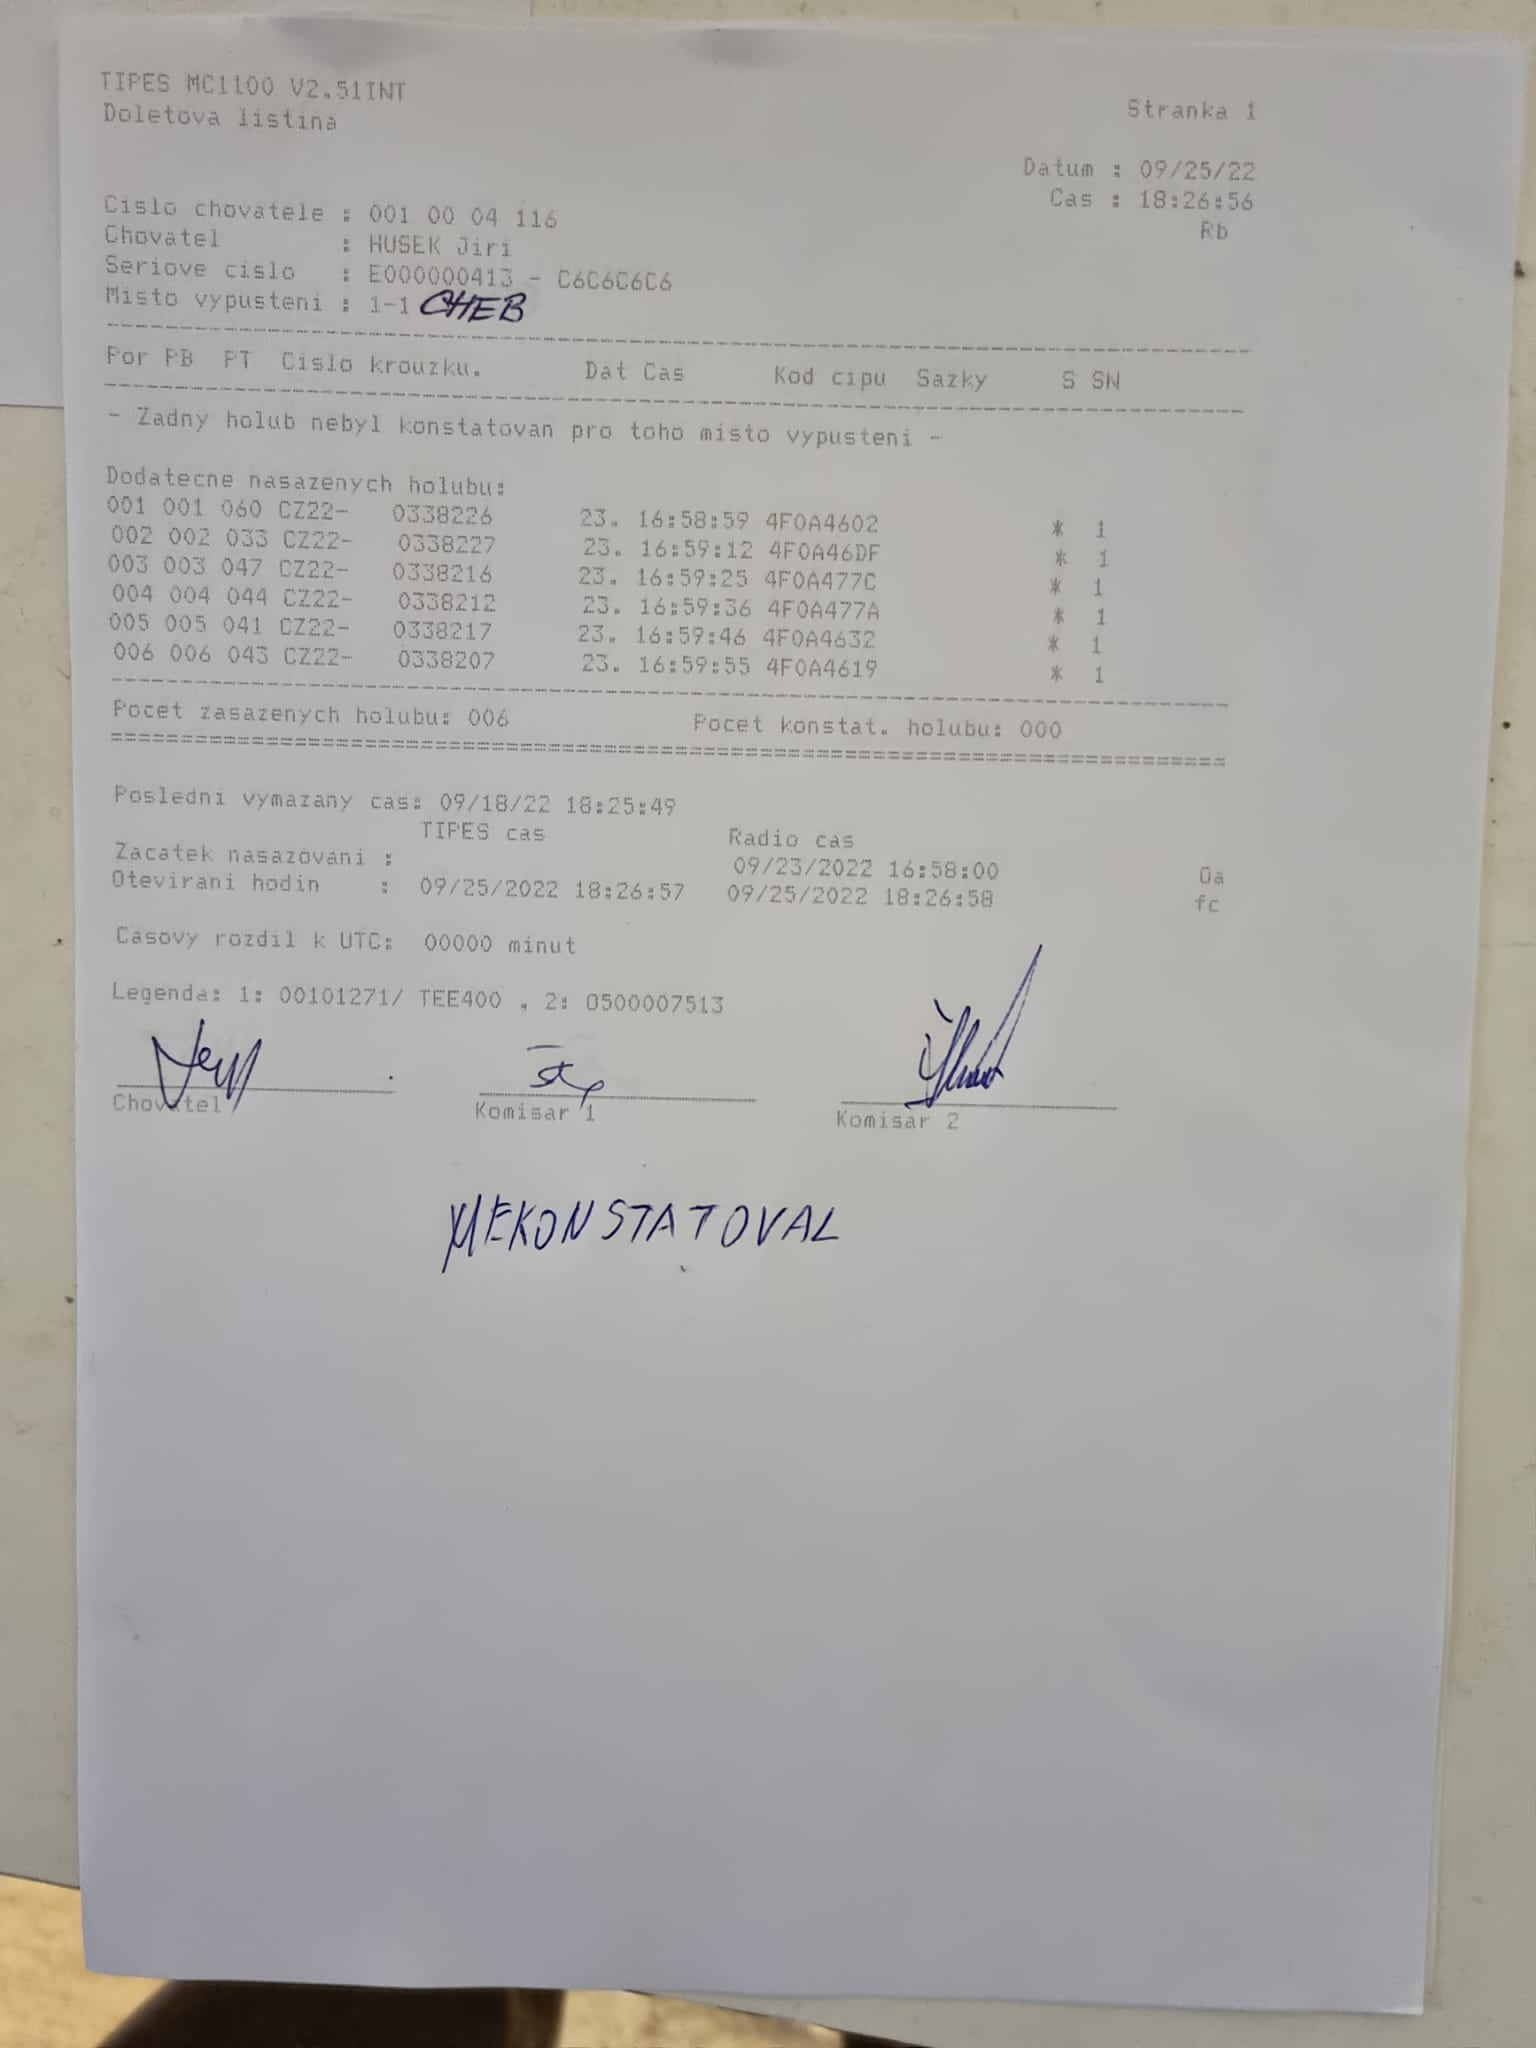 TIPES MC1100 V2.51INT
Doletova listina
Stranka 1
Datum : 09/25/22
Cas : 18:26:56
Rb
Cislo chovatele : 001 00 04 116
Chovatel : HUSEK Jiri
Seriove cislo : E000000413 - C6C6C6C6
Misto vypusteni : 1-1 CHEB
Por PB PT Cislo krouzku. Dat Cas Kod cipu Sazky S SN
- Zadny holub nebyl konstatovan pro toho misto vypusteni -
Dodatecne nasazenych holubu:
001 001 060 CZ22- 0338226 23. 16:58:59 4F0A4602 * 1
002 002 033 CZ22- 0338227 23. 16:59:12 4F0A46DF * 1
003 003 047 CZ22- 0338216 23. 16:59:25 4F0A477C * 1
004 004 044 CZ22- 0338212 23. 16:59:36 4F0A477A * 1
005 005 041 CZ22- 0338217 23. 16:59:46 4F0A4632 * 1
006 006 043 CZ22- 0338207 23. 16:59:55 4F0A4619 * 1
Pocet zasazenych holubu: 006 Pocet konstat. holubu: 000
Posledni vymazany cas: 09/18/22 18:25:49
TIPES cas Radio cas
Zacatek nasazovani : 09/23/2022 16:58:00 0a
Otevirani hodin : 09/25/2022 18:26:57 09/25/2022 18:26:58 fc
Casovy rozdil k UTC: 00000 minut
Legenda: 1: 00101271/ TEE400 , 2: 0500007513
Chovatel Komisar 1 Komisar 2
NEKONSTATOVAL